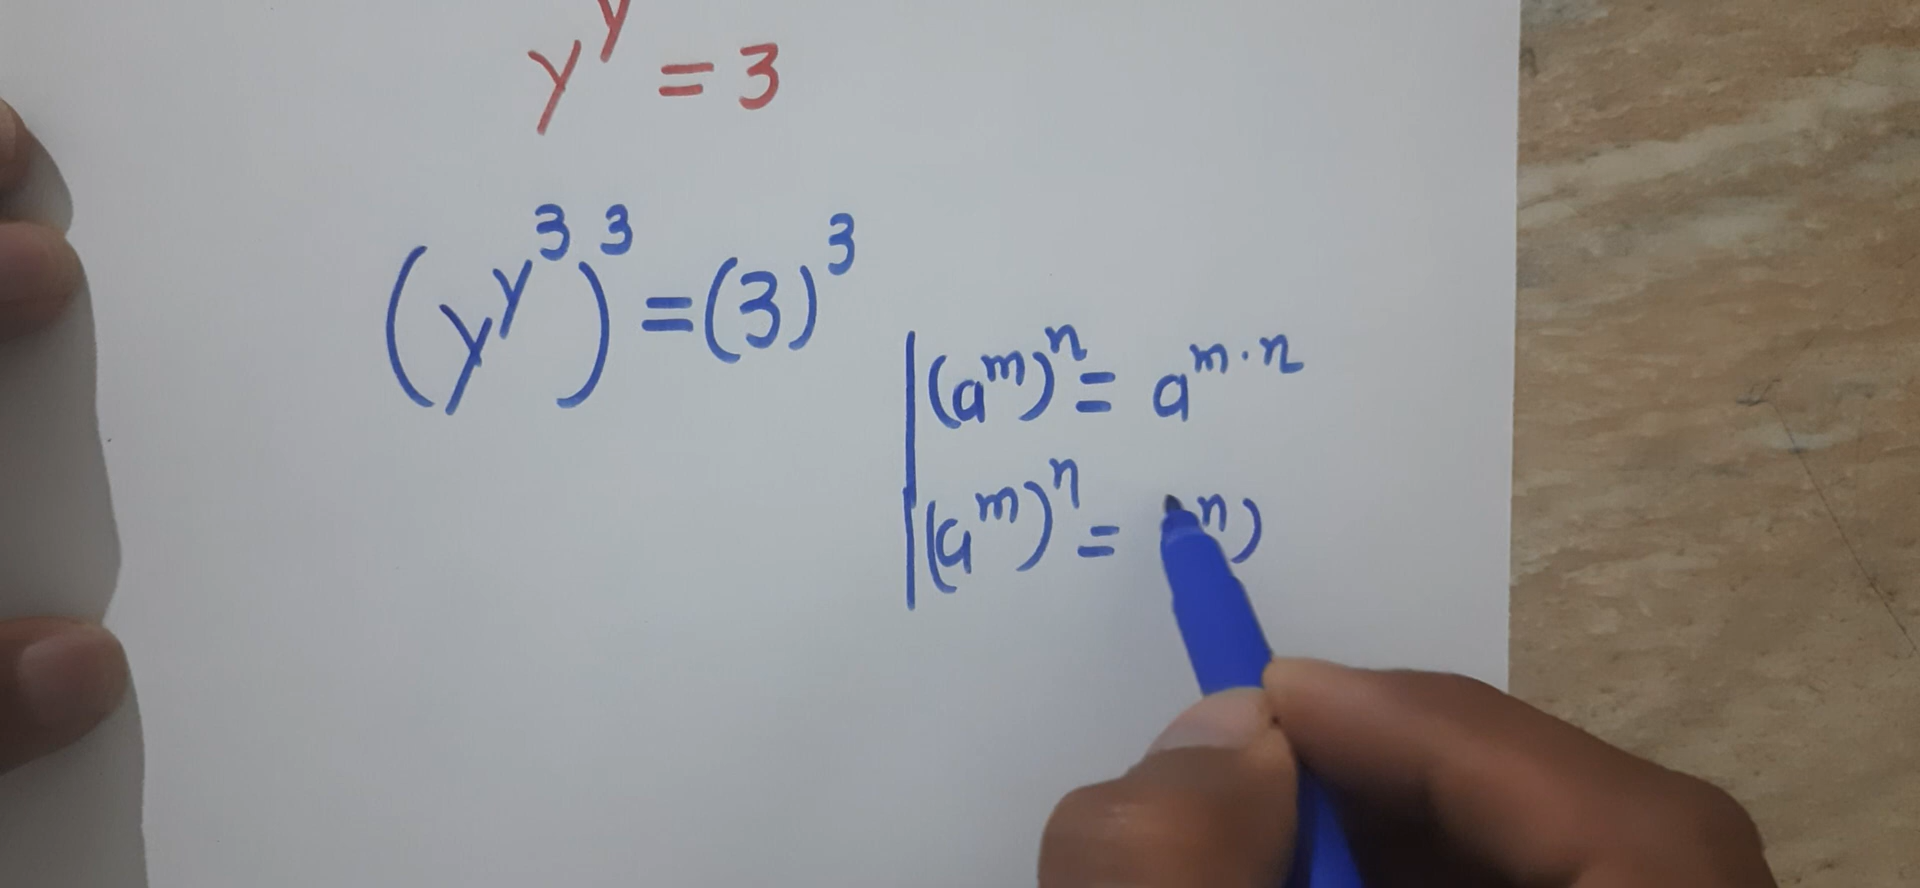 y^y = 3
(y^y^3)^3 = (3)^3
(a^m)^n = a^m·n
(a^m)^n = ^n)